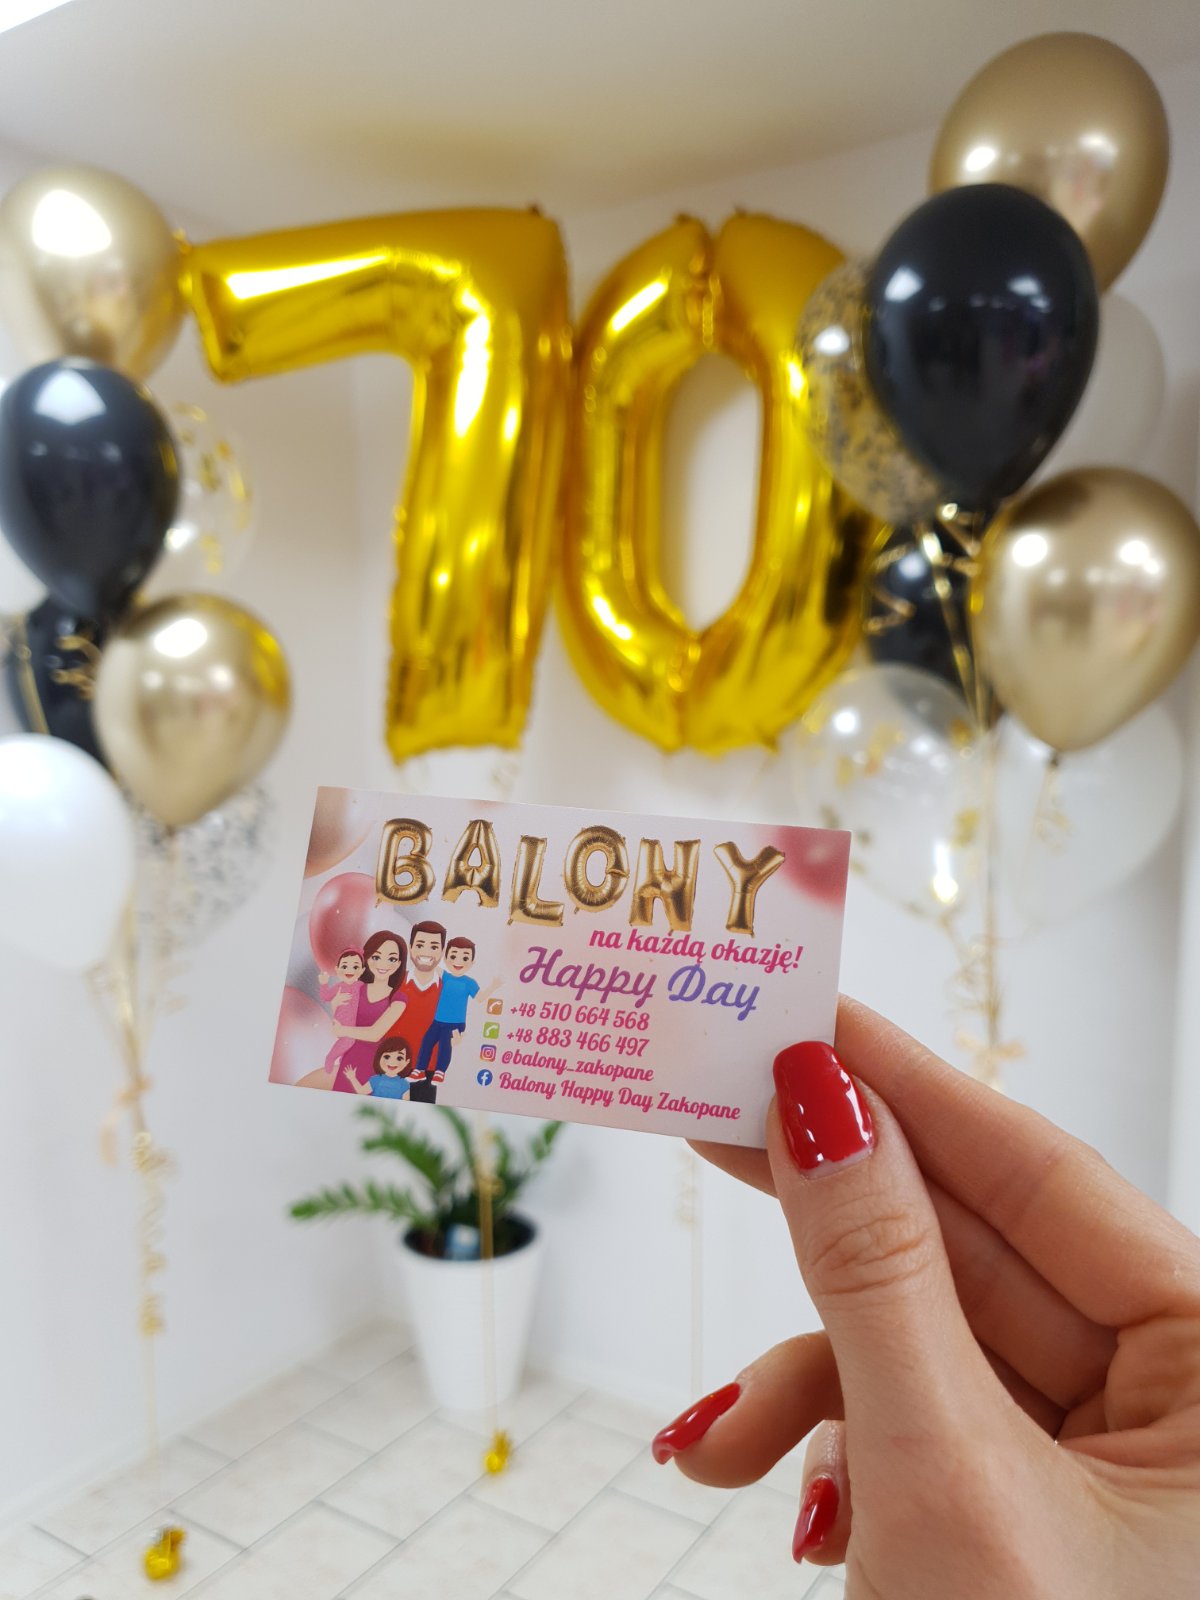 70
BALONY
na każdą okazję!
Happy Day
+48 510 664 568
+48 883 466 497
@balony_zakopane
Balony Happy Day Zakopane